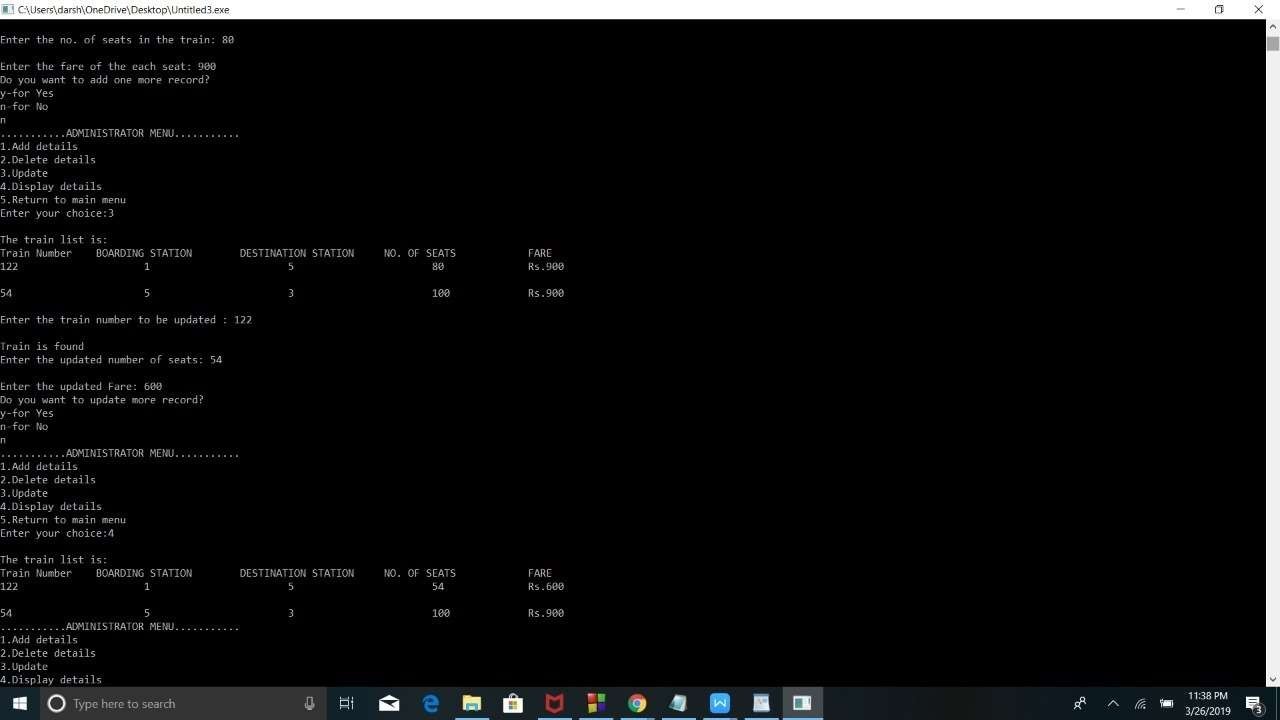 C:\Users\darsh\OneDrive\Desktop\Untitled3.exe
Enter the no. of seats in the train: 80
Enter the fare of the each seat: 900
Do you want to add one more record?
y-for Yes
n-for No
n
...........ADMINISTRATOR MENU...........
1.Add details
2.Delete details
3.Update
4.Display details
5.Return to main menu
Enter your choice:3
The train list is:
Train Number BOARDING STATION DESTINATION STATION NO. OF SEATS FARE
122 1 5 80 Rs.900
54 5 3 100 Rs.900
Enter the train number to be updated : 122
Train is found
Enter the updated number of seats: 54
Enter the updated Fare: 600
Do you want to update more record?
y-for Yes
n-for No
n
...........ADMINISTRATOR MENU...........
1.Add details
2.Delete details
3.Update
4.Display details
5.Return to main menu
Enter your choice:4
The train list is:
Train Number BOARDING STATION DESTINATION STATION NO. OF SEATS FARE
122 1 5 54 Rs.600
54 5 3 100 Rs.900
...........ADMINISTRATOR MENU...........
1.Add details
2.Delete details
3.Update
4.Display details
Type here to search
11:38 PM
3/26/2019
3